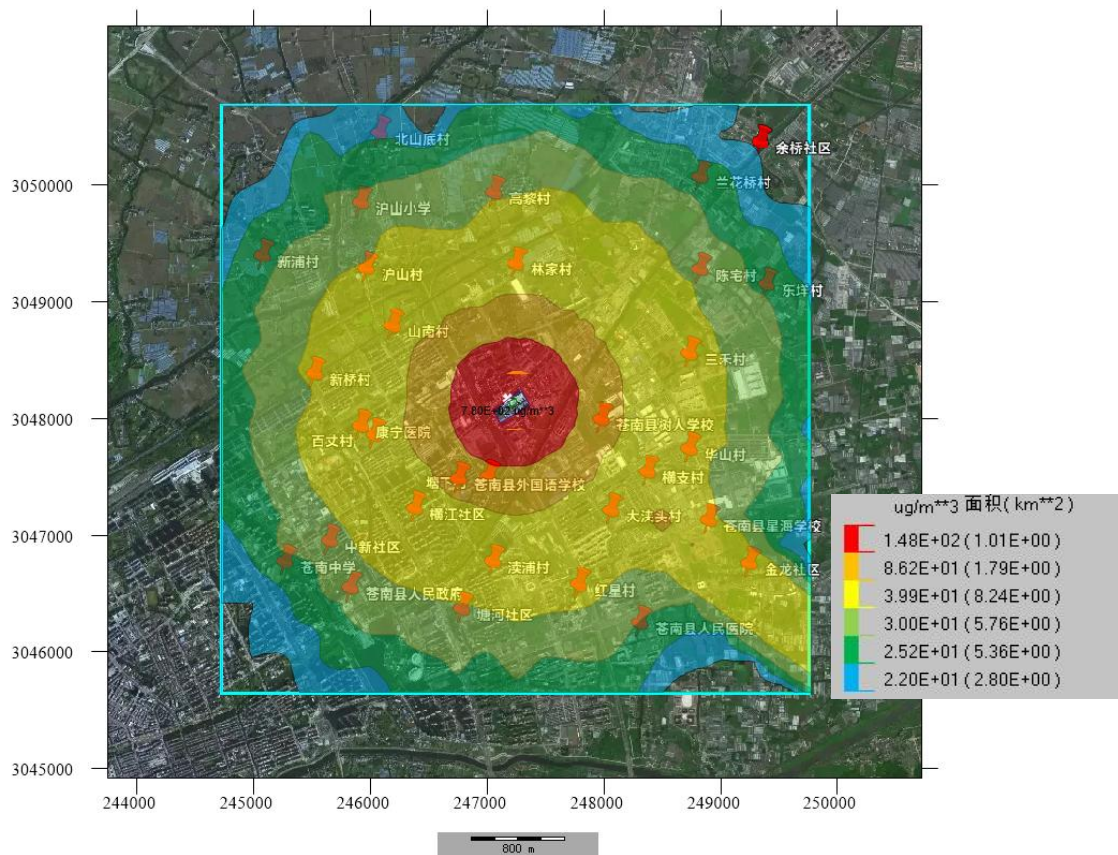 北山底村
余桥社区
3050000
兰花桥村
沪山小学
高黎村
新浦村
沪山村
林家村
陈宅村
东垟村
3049000
山南村
三禾村
新桥村
3048000
7.80E+02 ug/m**3
苍南县树人学校
百丈村
康宁医院
华山村
苍南县外国语学校
横支村
横江社区
大渎头村
苍南县星海学校
3047000
中新社区
苍南中学
渎浦村
金龙社区
苍南县人民政府
红星村
塘河社区
苍南县人民医院
3046000
3045000
244000 245000 246000 247000 248000 249000 250000
800 m
ug/m**3 面积(km**2)
1.48E+02 (1.01E+00)
8.62E+01 (1.79E+00)
3.99E+01 (8.24E+00)
3.00E+01 (5.76E+00)
2.52E+01 (5.36E+00)
2.20E+01 (2.80E+00)